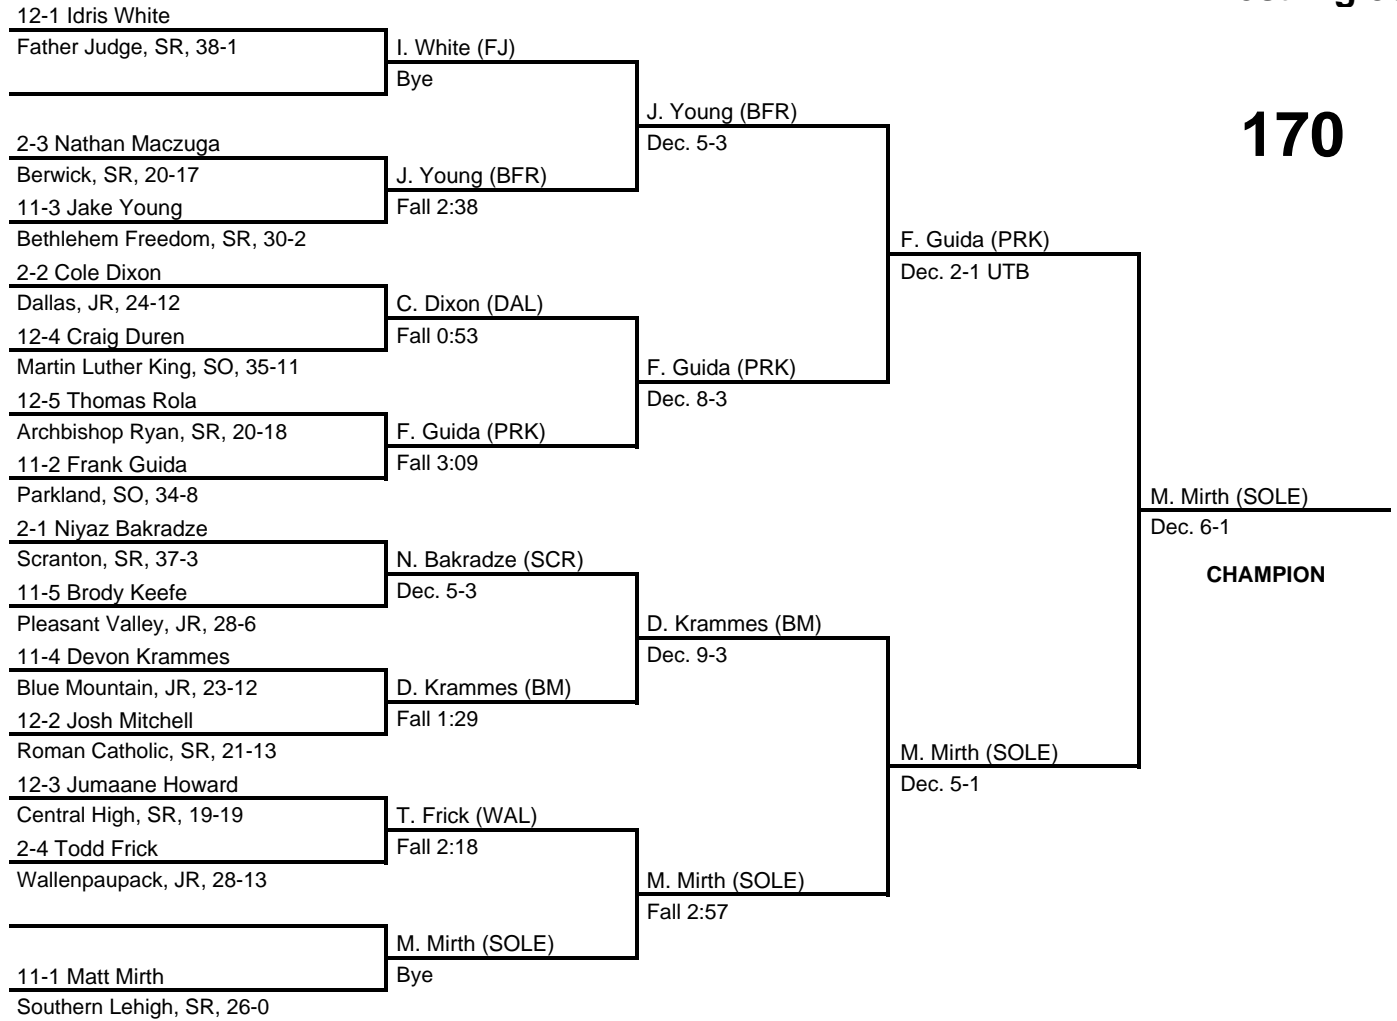 12-1 Idris White
Father Judge, SR, 38-1
I. White (FJ)
Bye
J. Young (BFR)
Dec. 5-3
170
2-3 Nathan Maczuga
Berwick, SR, 20-17
J. Young (BFR)
11-3 Jake Young
Fall 2:38
Bethlehem Freedom, SR, 30-2
F. Guida (PRK)
2-2 Cole Dixon
Dec. 2-1 UTB
Dallas, JR, 24-12
C. Dixon (DAL)
12-4 Craig Duren
Fall 0:53
Martin Luther King, SO, 35-11
F. Guida (PRK)
12-5 Thomas Rola
Dec. 8-3
Archbishop Ryan, SR, 20-18
F. Guida (PRK)
11-2 Frank Guida
Fall 3:09
Parkland, SO, 34-8
M. Mirth (SOLE)
2-1 Niyaz Bakradze
Dec. 6-1
Scranton, SR, 37-3
N. Bakradze (SCR)
CHAMPION
11-5 Brody Keefe
Dec. 5-3
Pleasant Valley, JR, 28-6
D. Krammes (BM)
11-4 Devon Krammes
Dec. 9-3
Blue Mountain, JR, 23-12
D. Krammes (BM)
12-2 Josh Mitchell
Fall 1:29
Roman Catholic, SR, 21-13
M. Mirth (SOLE)
12-3 Jumaane Howard
Dec. 5-1
Central High, SR, 19-19
T. Frick (WAL)
2-4 Todd Frick
Fall 2:18
Wallenpaupack, JR, 28-13
M. Mirth (SOLE)
Fall 2:57
M. Mirth (SOLE)
11-1 Matt Mirth
Bye
Southern Lehigh, SR, 26-0